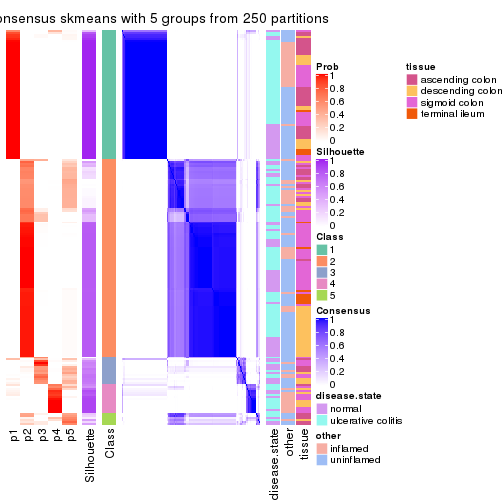 onsensus skmeans with 5 groups from 250 partitions
Prob
1
0.8
0.6
0.4
0.2
0
Silhouette
1
0.8
0.6
0.4
0.2
0
Class
1
2
3
4
5
Consensus
1
0.8
0.6
0.4
0.2
0
disease.state
normal
ulcerative colitis
other
inflamed
uninflamed
tissue
ascending colon
descending colon
sigmoid colon
terminal ileum
p1
p2
p3
p4
p5
Silhouette
Class
disease.state
other
tissue